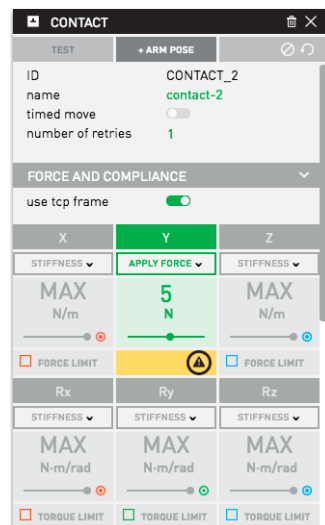 CONTACT
TEST + ARM POSE
ID CONTACT_2
name contact-2
timed move
number of retries 1
FORCE AND COMPLIANCE
use tcp frame
X Y Z
STIFFNESS APPLY FORCE STIFFNESS
MAX 5 MAX
N/m N N/m
FORCE LIMIT FORCE LIMIT
Rx Ry Rz
STIFFNESS STIFFNESS STIFFNESS
MAX MAX MAX
N·m/rad N·m/rad N·m/rad
TORQUE LIMIT TORQUE LIMIT TORQUE LIMIT